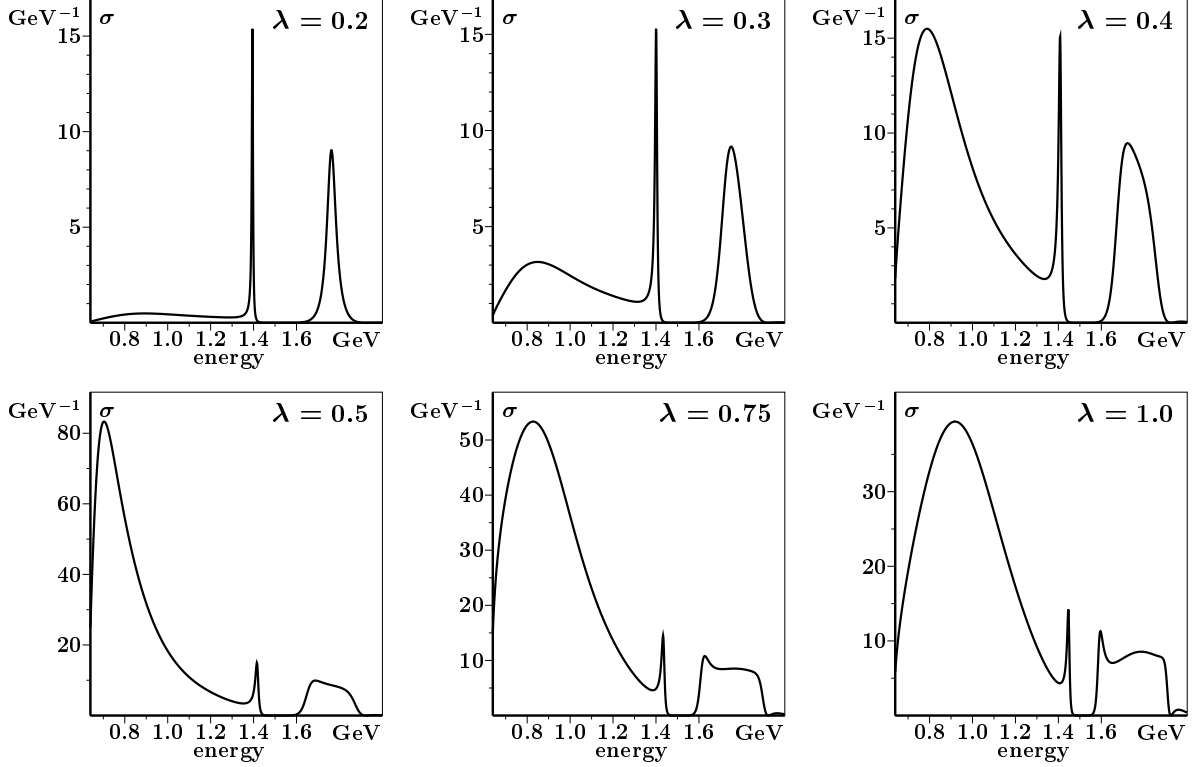 GeV⁻¹ σ λ = 0.2
15
10
5
0.8 1.0 1.2 1.4 1.6 GeV
energy
GeV⁻¹ σ λ = 0.3
15
10
5
0.8 1.0 1.2 1.4 1.6 GeV
energy
GeV⁻¹ σ λ = 0.4
15
10
5
0.8 1.0 1.2 1.4 1.6 GeV
energy
GeV⁻¹ σ λ = 0.5
80
60
40
20
0.8 1.0 1.2 1.4 1.6 GeV
energy
GeV⁻¹ σ λ = 0.75
50
40
30
20
10
0.8 1.0 1.2 1.4 1.6 GeV
energy
GeV⁻¹ σ λ = 1.0
30
20
10
0.8 1.0 1.2 1.4 1.6 GeV
energy